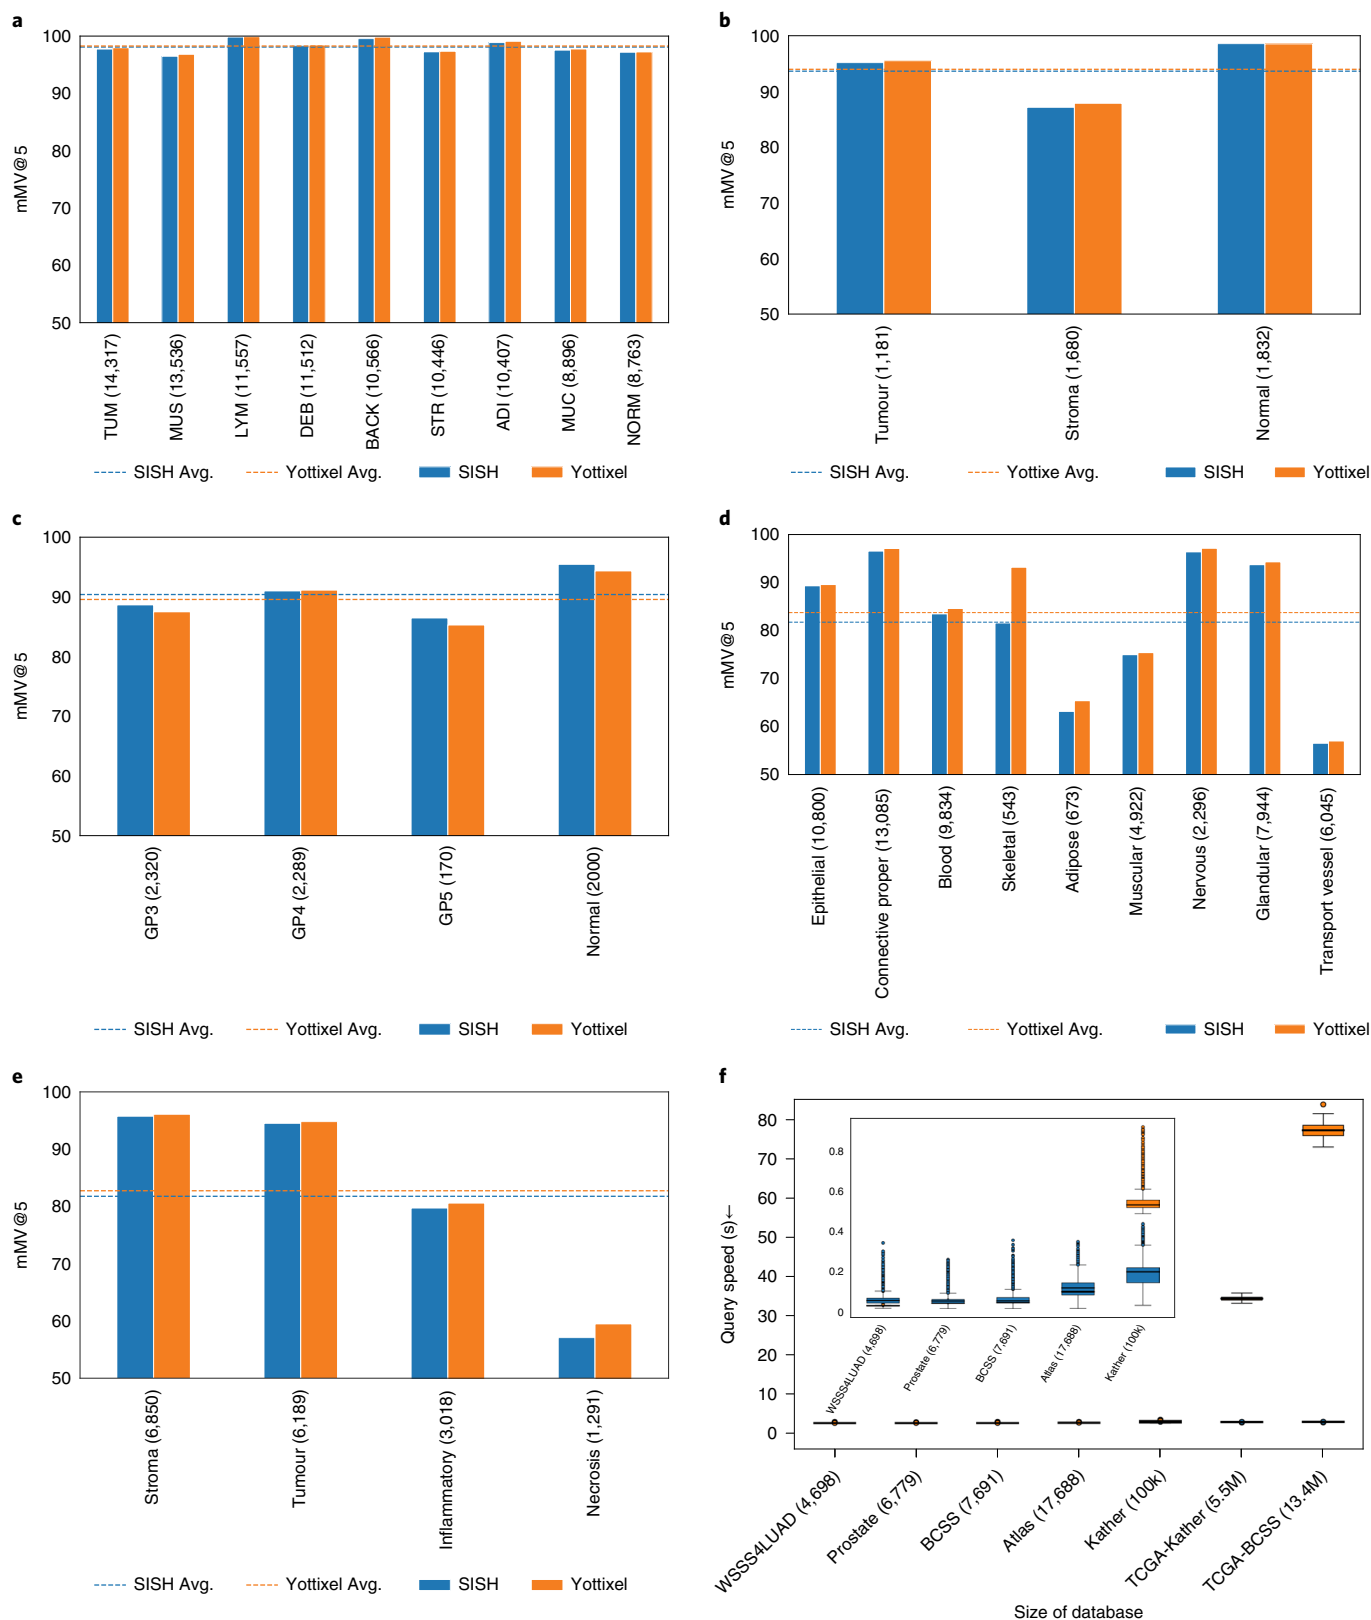 a
100
90
80
70
60
50
mMV@5
TUM (14,317)
MUS (13,536)
LYM (11,557)
DEB (11,512)
BACK (10,566)
STR (10,446)
ADI (10,407)
MUC (8,896)
NORM (8,763)
SISH Avg. Yottixel Avg. SISH Yottixel
b
100
90
80
70
60
50
mMV@5
Tumour (1,181)
Stroma (1,680)
Normal (1,832)
SISH Avg. Yottixe Avg. SISH Yottixel
c
100
90
80
70
60
50
mMV@5
GP3 (2,320)
GP4 (2,289)
GP5 (170)
Normal (2000)
SISH Avg. Yottixel Avg. SISH Yottixel
d
100
90
80
70
60
50
mMV@5
Epithelial (10,800)
Connective proper (13,085)
Blood (9,834)
Skeletal (543)
Adipose (673)
Muscular (4,922)
Nervous (2,296)
Glandular (7,944)
Transport vessel (6,045)
SISH Avg. Yottixel Avg. SISH Yottixel
e
100
90
80
70
60
50
mMV@5
Stroma (6,850)
Tumour (6,189)
Inflammatory (3,018)
Necrosis (1,291)
SISH Avg. Yottixel Avg. SISH Yottixel
f
80
70
60
50
40
30
20
10
0
Query speed (s)←
0.8
0.6
0.4
0.2
0
WSSS4LUAD (4,698)
Prostate (6,779)
BCSS (7,691)
Atlas (17,688)
Kather (100k)
WSSS4LUAD (4,698)
Prostate (6,779)
BCSS (7,691)
Atlas (17,688)
Kather (100k)
TCGA-Kather (5.5M)
TCGA-BCSS (13.4M)
Size of database